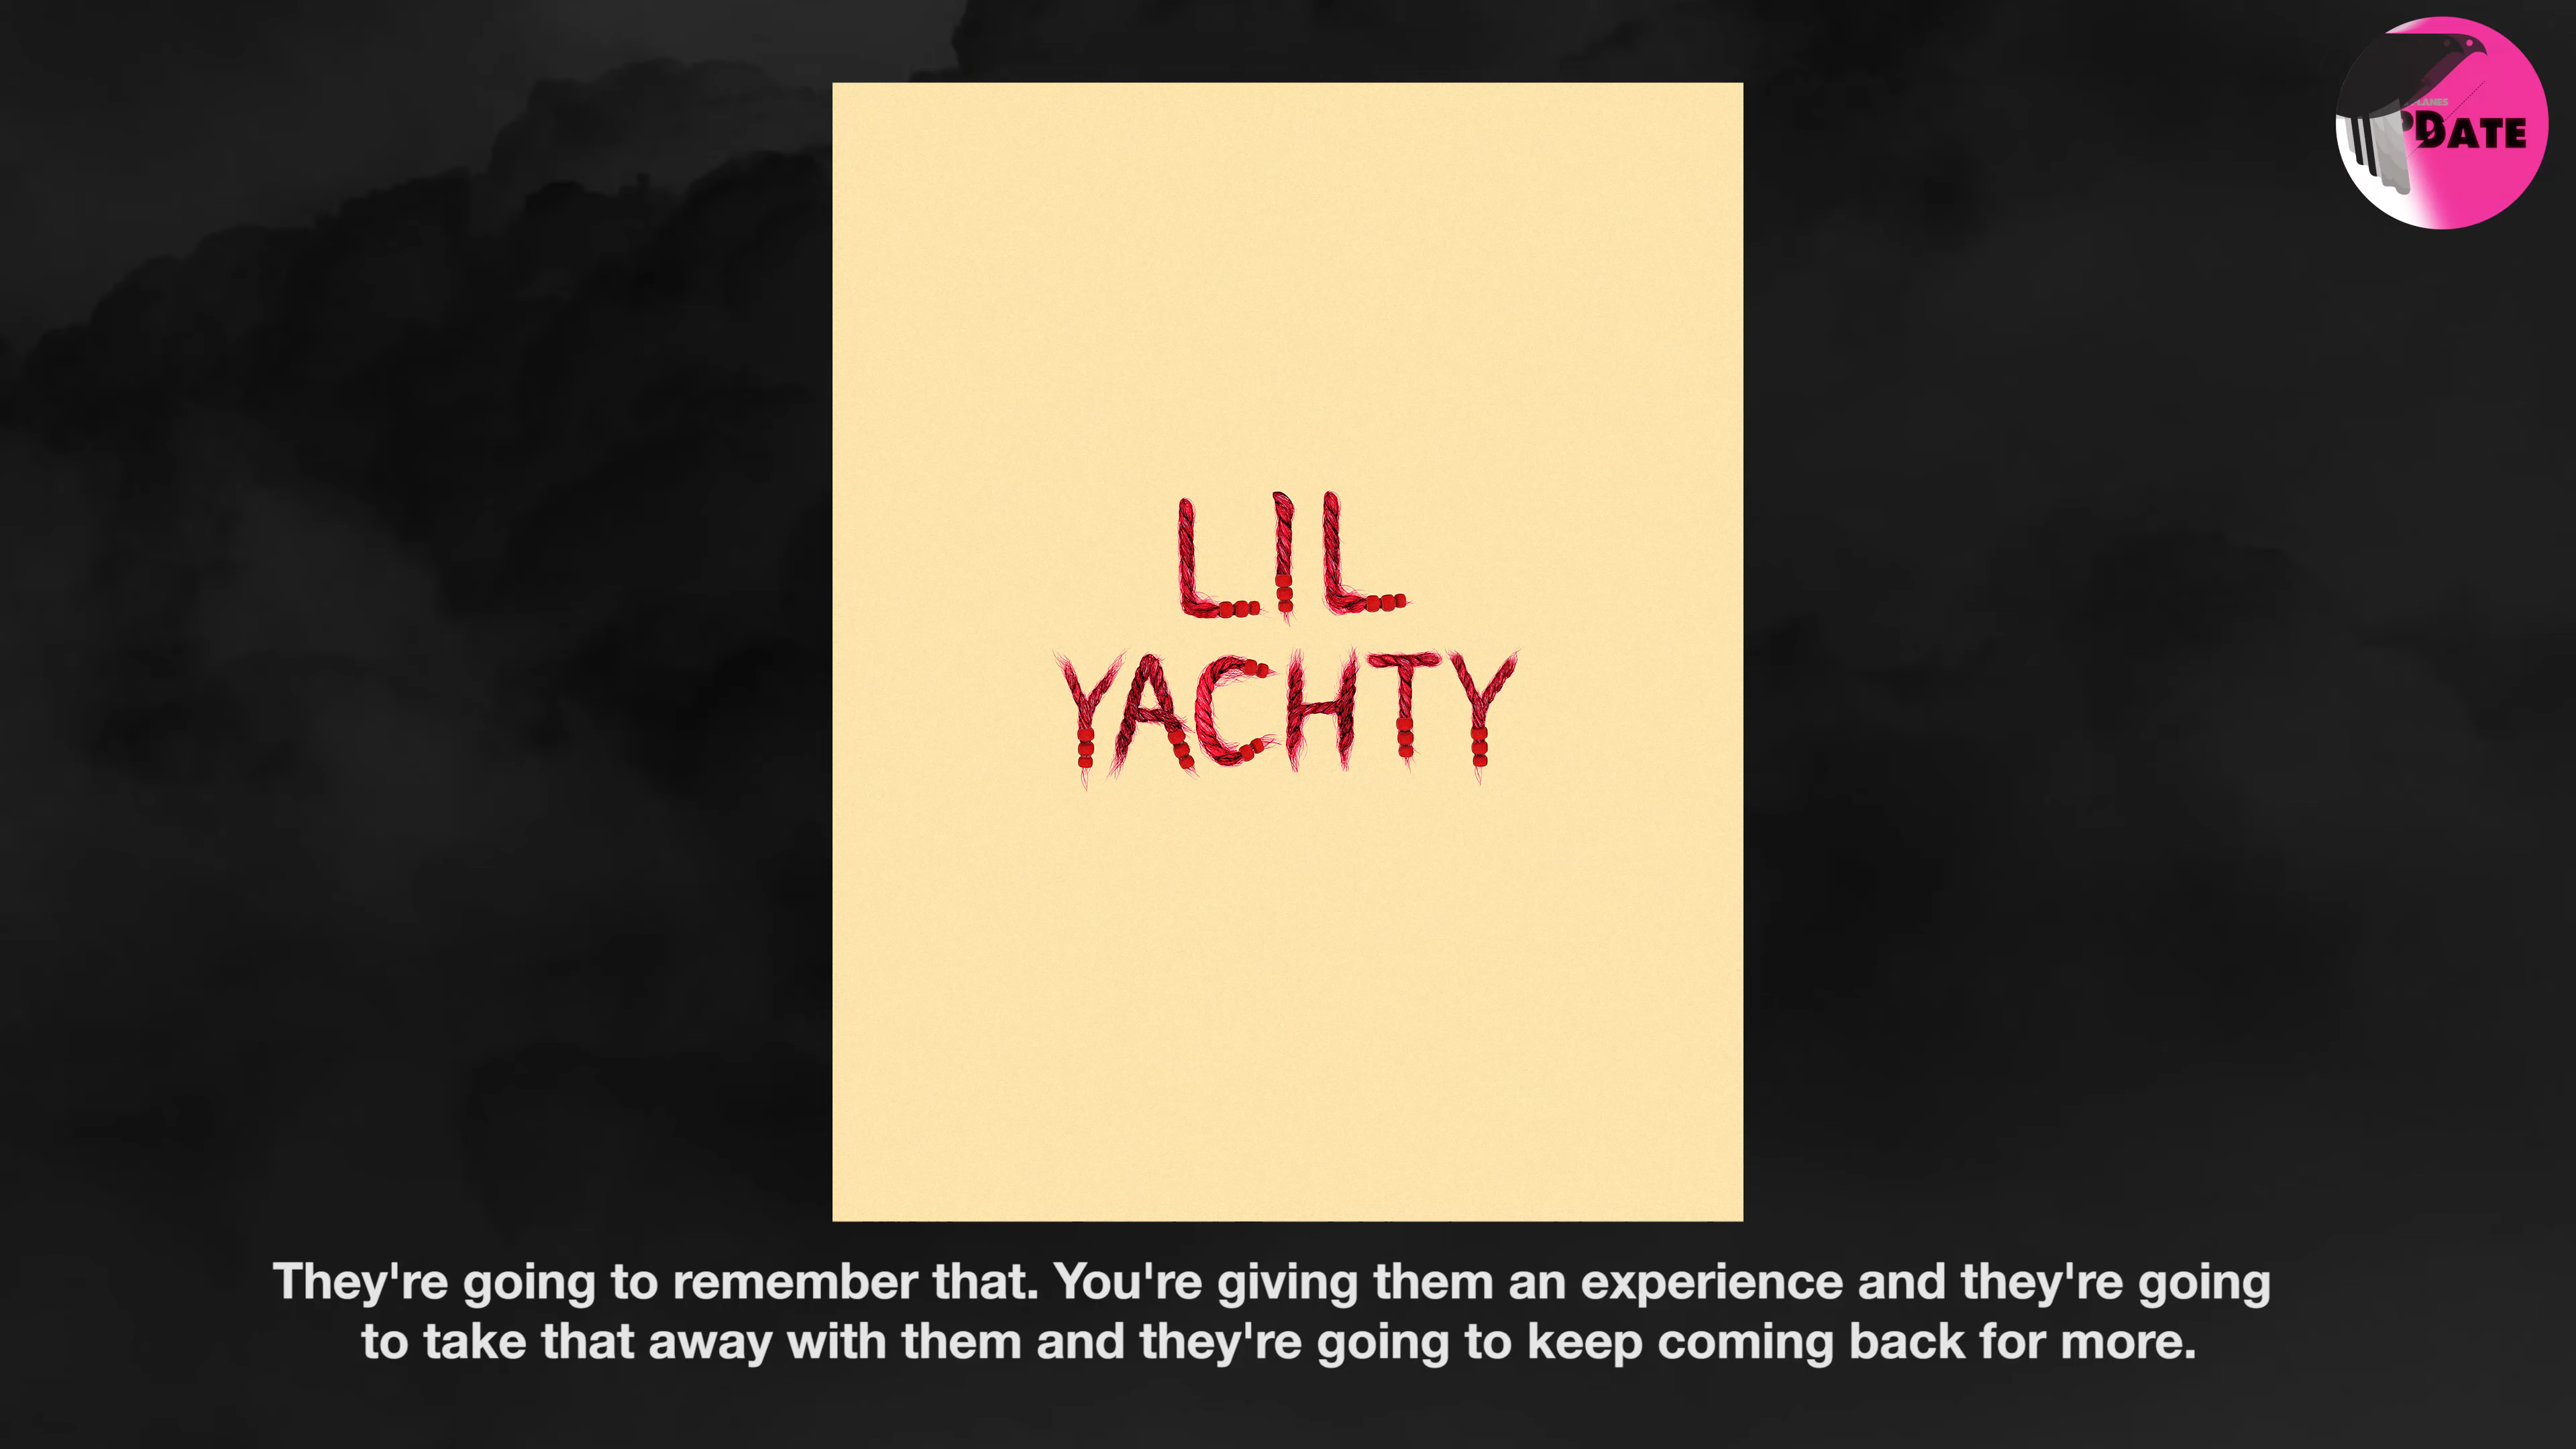 LIL
YACHTY
DATE
They're going to remember that. You're giving them an experience and they're going
to take that away with them and they're going to keep coming back for more.